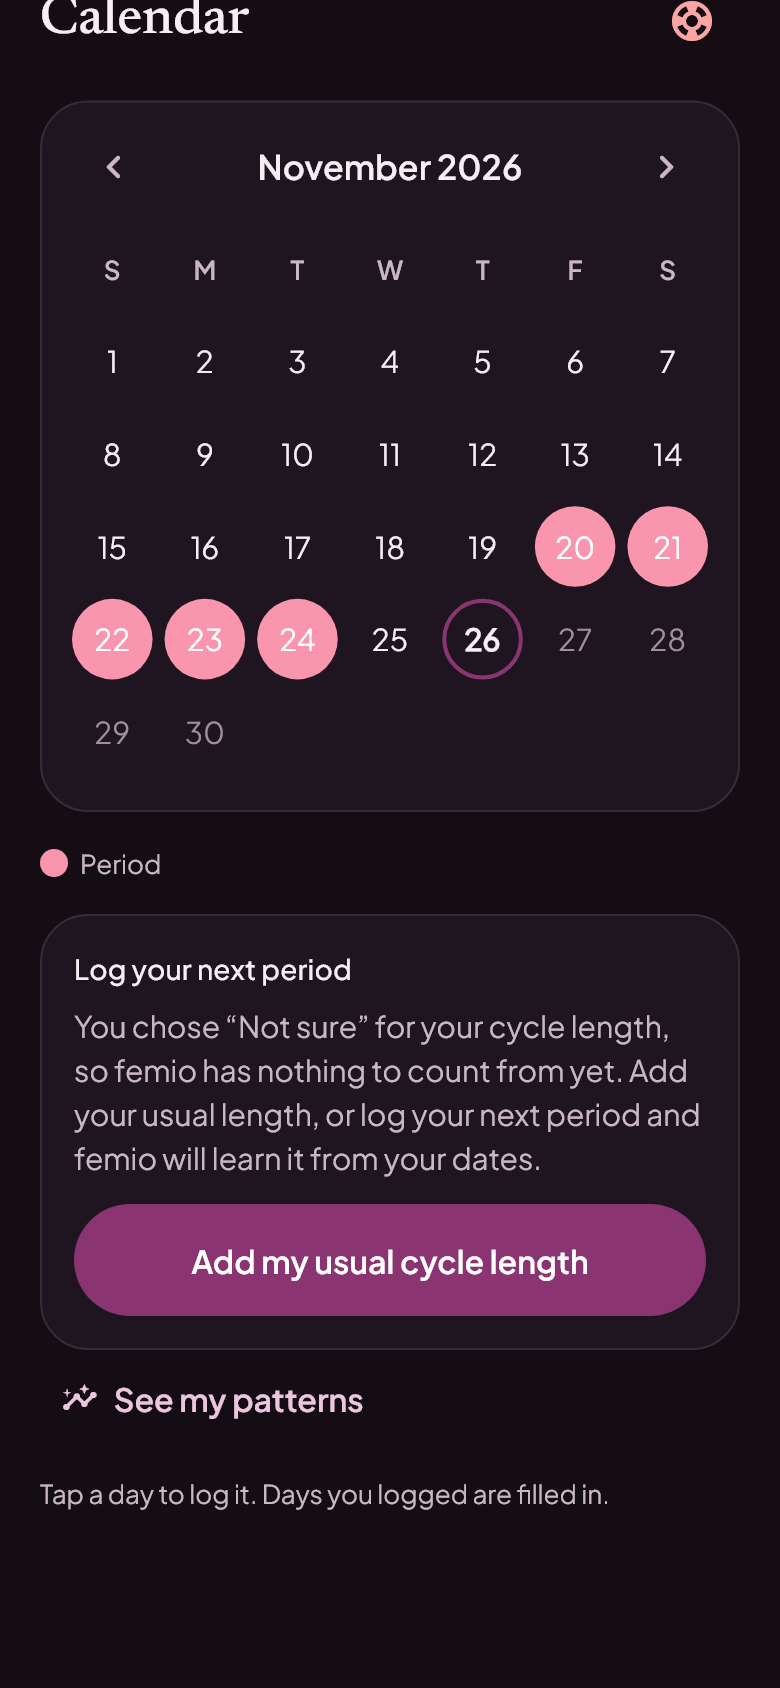 Calendar
November 2026
S M T W T F S
1 2 3 4 5 6 7
8 9 10 11 12 13 14
15 16 17 18 19 20 21
22 23 24 25 26 27 28
29 30
Period
Log your next period
You chose “Not sure” for your cycle length,
so femio has nothing to count from yet. Add
your usual length, or log your next period and
femio will learn it from your dates.
Add my usual cycle length
See my patterns
Tap a day to log it. Days you logged are filled in.